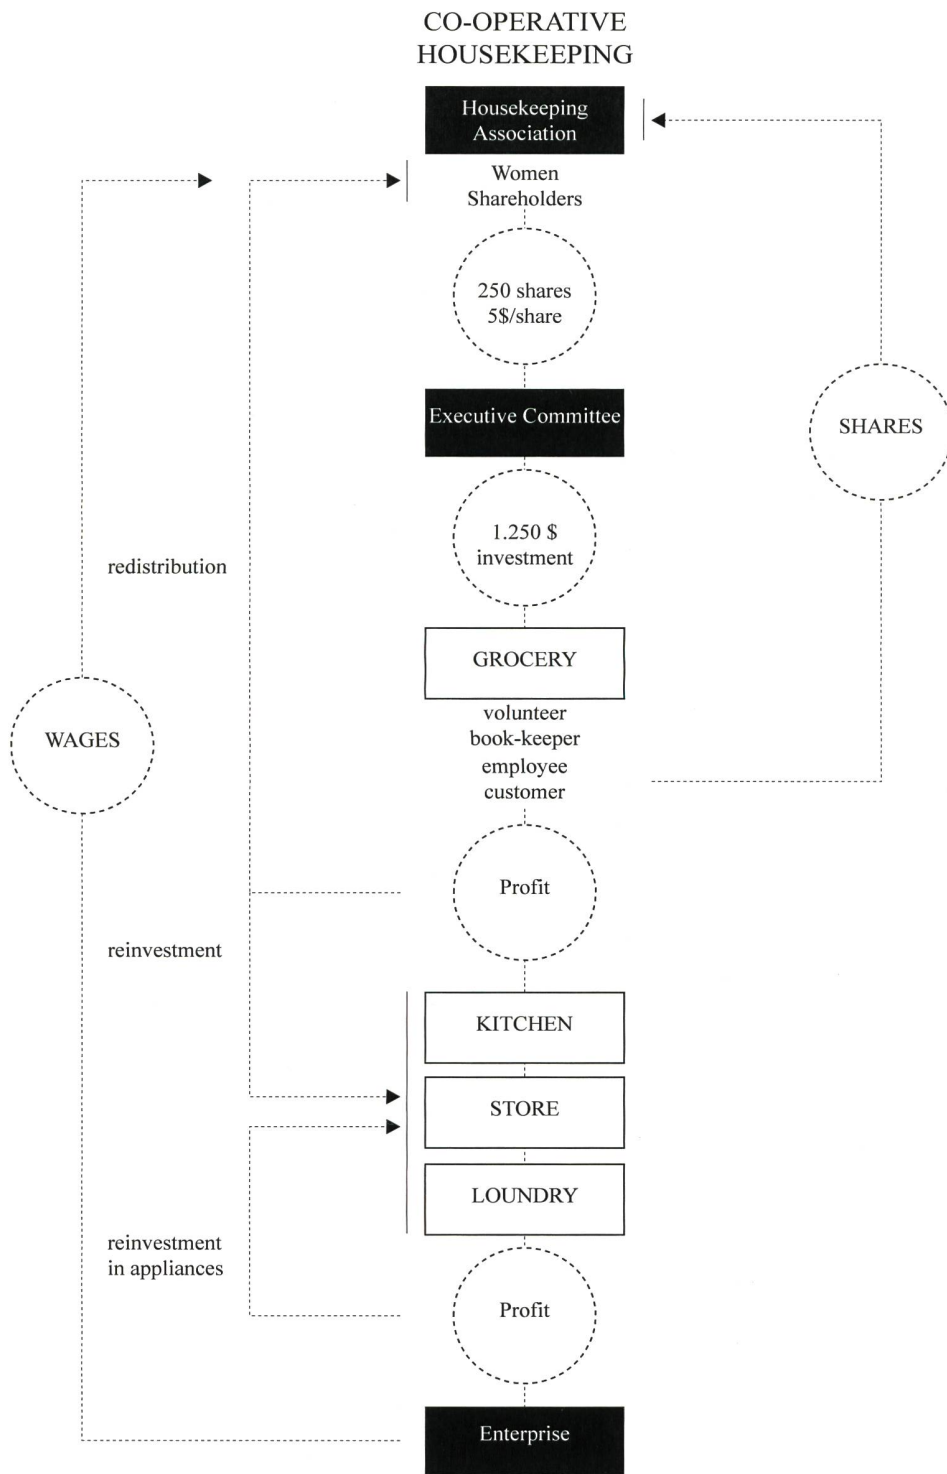 CO-OPERATIVE
HOUSEKEEPING
Housekeeping
Association
Women
Shareholders
250 shares
5$/share
Executive Committee
SHARES
1.250 $
investment
redistribution
GROCERY
volunteer
book-keeper
employee
customer
WAGES
Profit
reinvestment
KITCHEN
STORE
LOUNDRY
reinvestment
in appliances
Profit
Enterprise